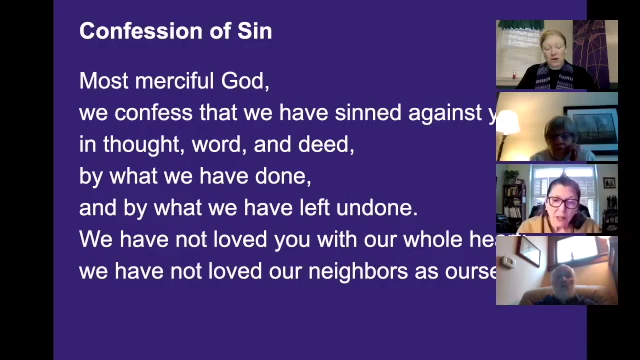 Confession of Sin
Most merciful God,
we confess that we have sinned against
in thought, word, and deed,
by what we have done,
and by what we have left undone.
We have not loved you with our whole
we have not loved our neighbors as